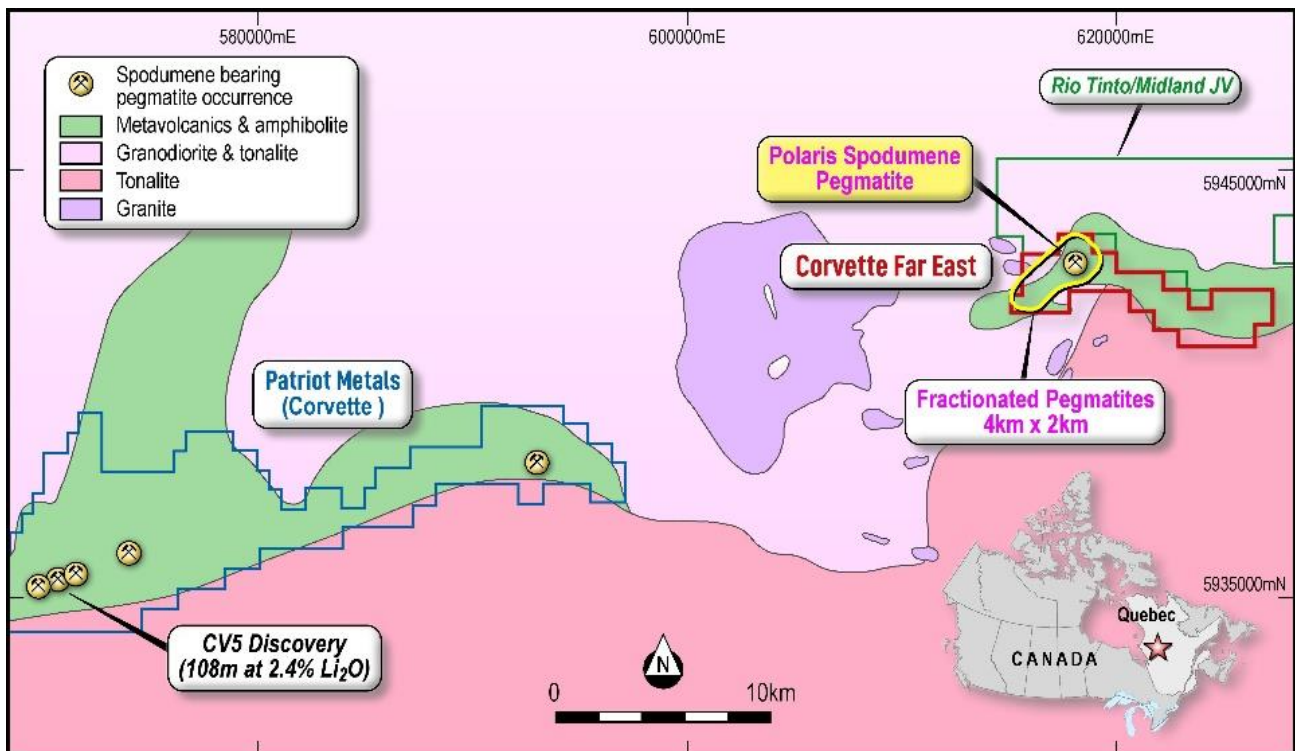 580000mE
600000mE
620000mE
Spodumene bearing
pegmatite occurrence
Metavolcanics & amphibolite
Granodiorite & tonalite
Tonalite
Granite
Rio Tinto/Midland JV
Polaris Spodumene
Pegmatite
5945000mN
Corvette Far East
Patriot Metals
(Corvette )
Fractionated Pegmatites
4km x 2km
CV5 Discovery
(108m at 2.4% Li₂O)
N
0
10km
5935000mN
Quebec
CANADA